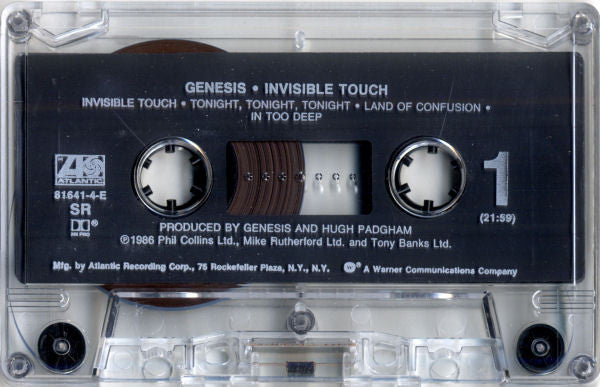 GENESIS • INVISIBLE TOUCH
INVISIBLE TOUCH • TONIGHT, TONIGHT, TONIGHT • LAND OF CONFUSION •
IN TOO DEEP
ATLANTIC
81641-4-E
SR
HX PRO
1
(21:59)
PRODUCED BY GENESIS AND HUGH PADGHAM
℗1986 Phil Collins Ltd., Mike Rutherford Ltd. and Tony Banks Ltd.
Mfg. by Atlantic Recording Corp., 75 Rockefeller Plaza, N.Y., N.Y. A Warner Communications Company